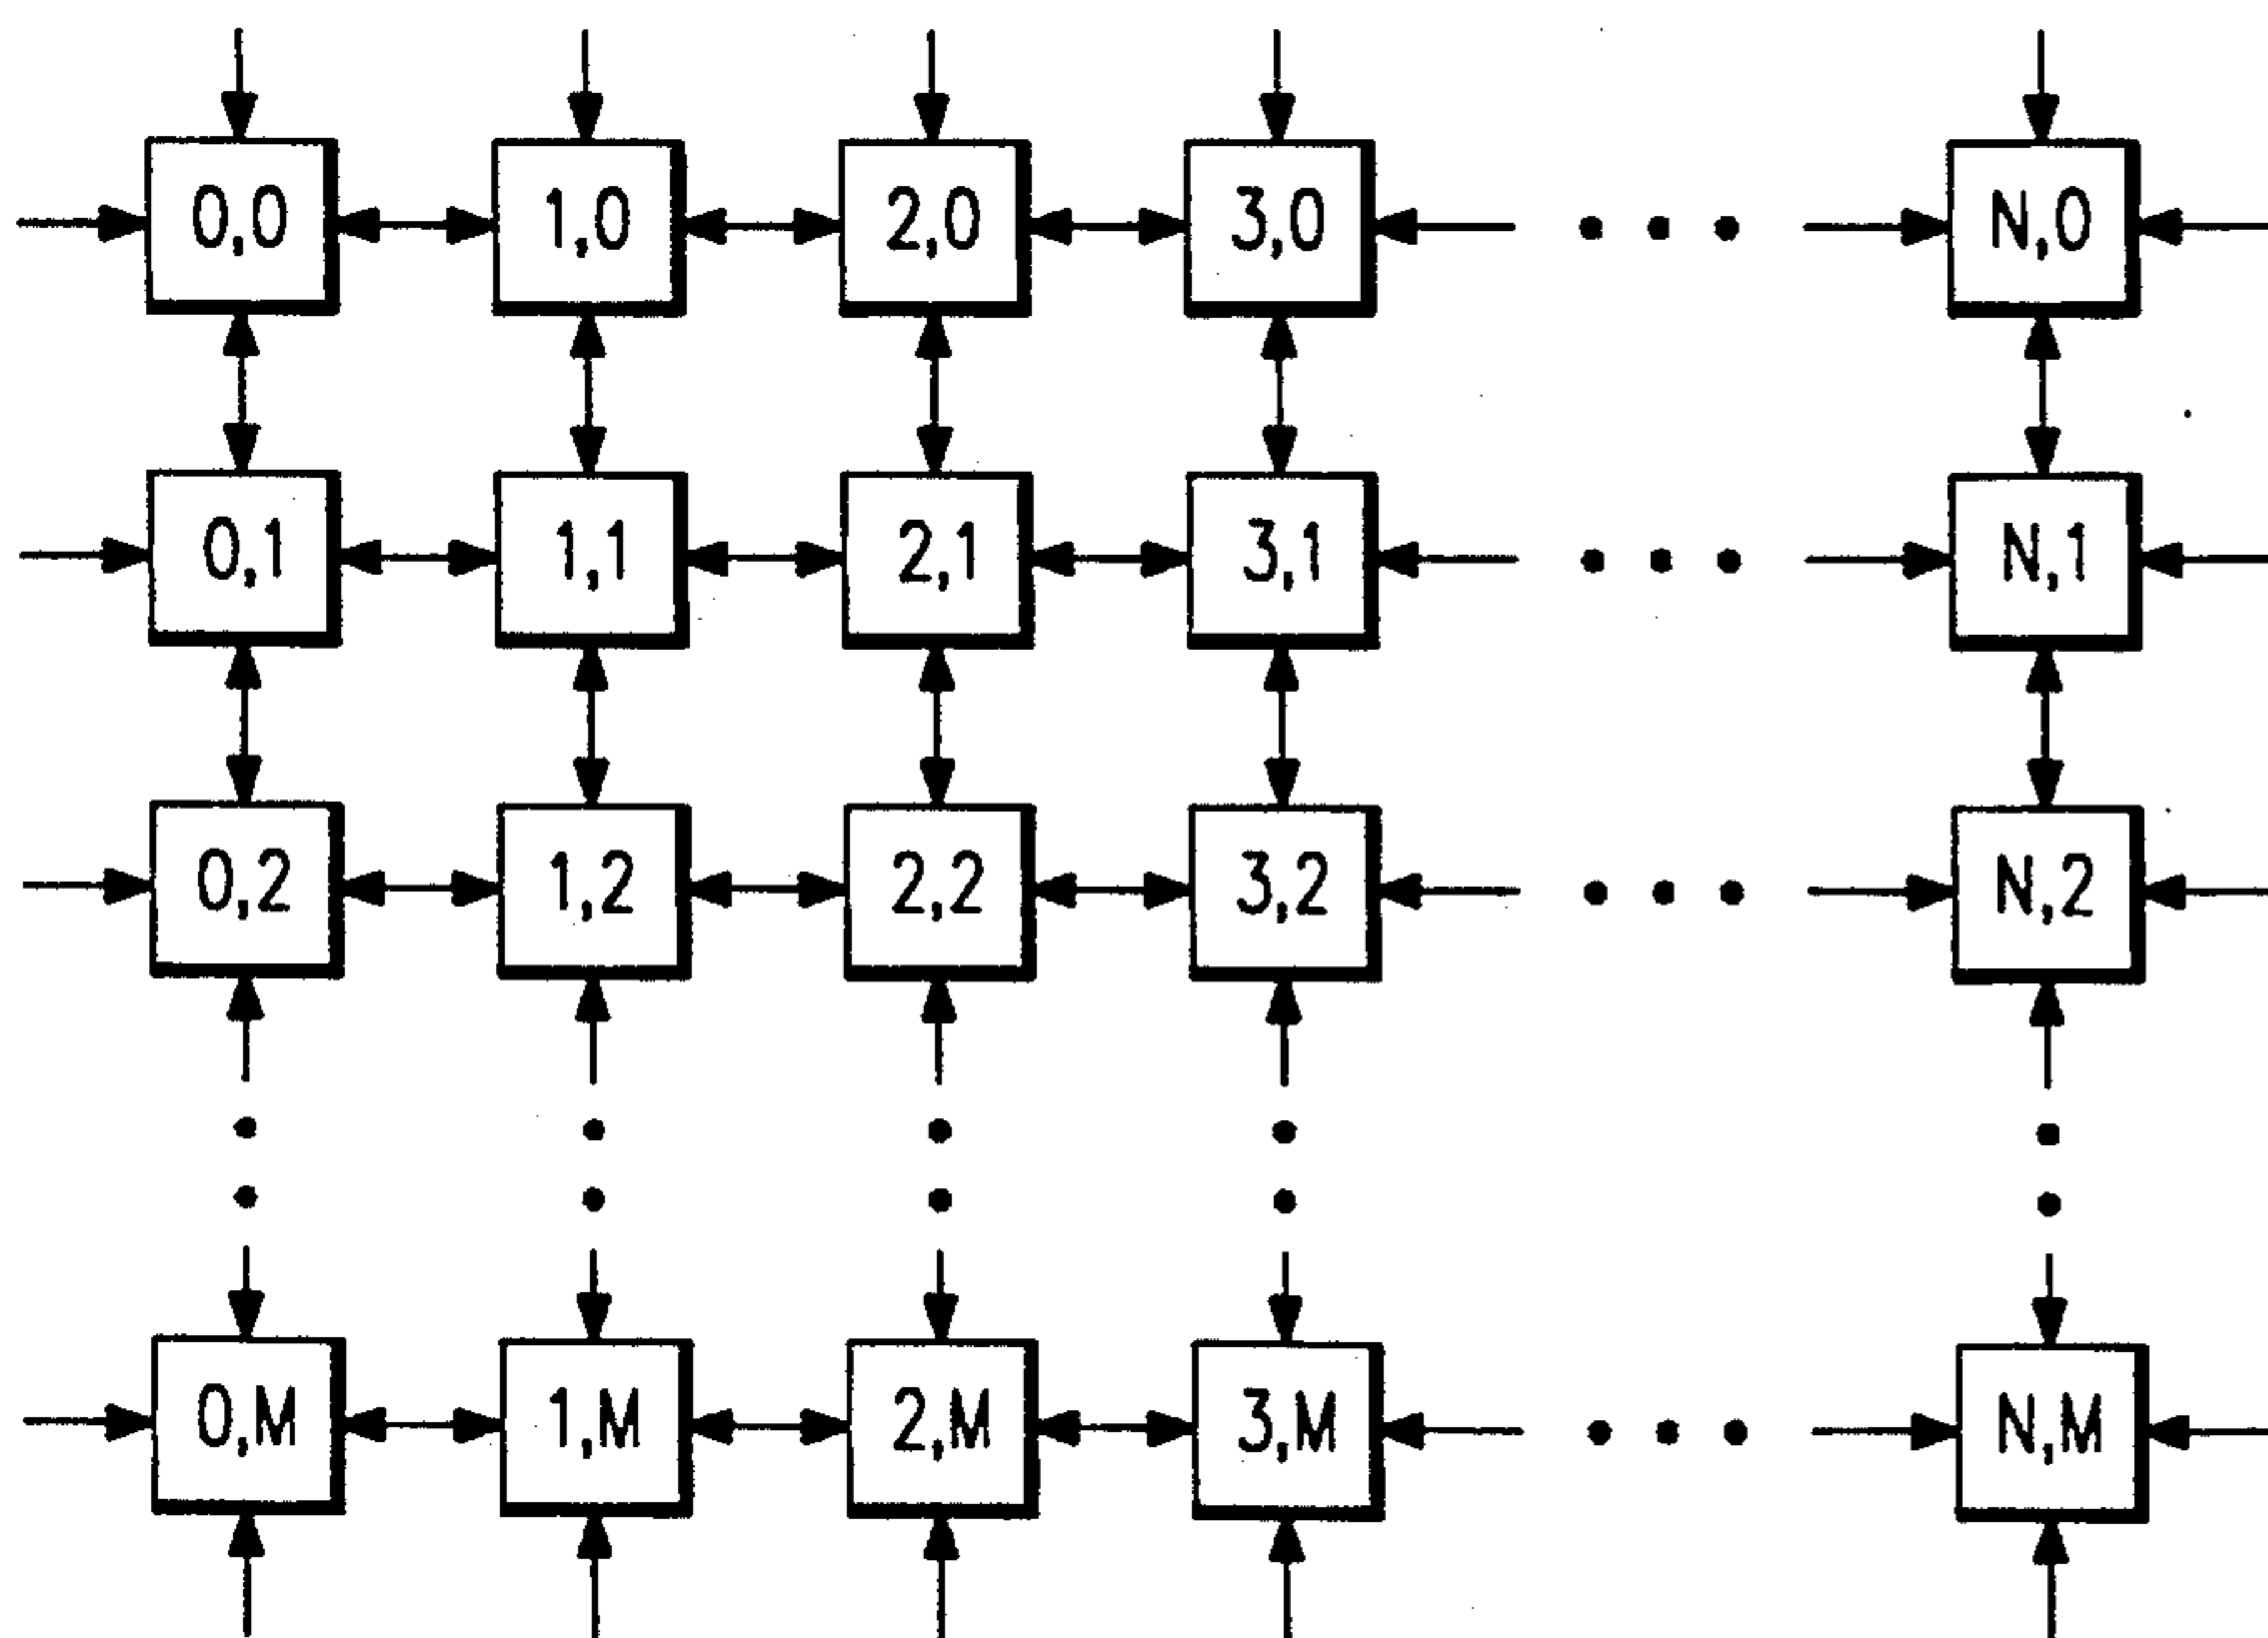 0,0 1,0 2,0 3,0 N,0
0,1 1,1 2,1 3,1 N,1
0,2 1,2 2,2 3,2 N,2
0,M 1,M 2,M 3,M N,M